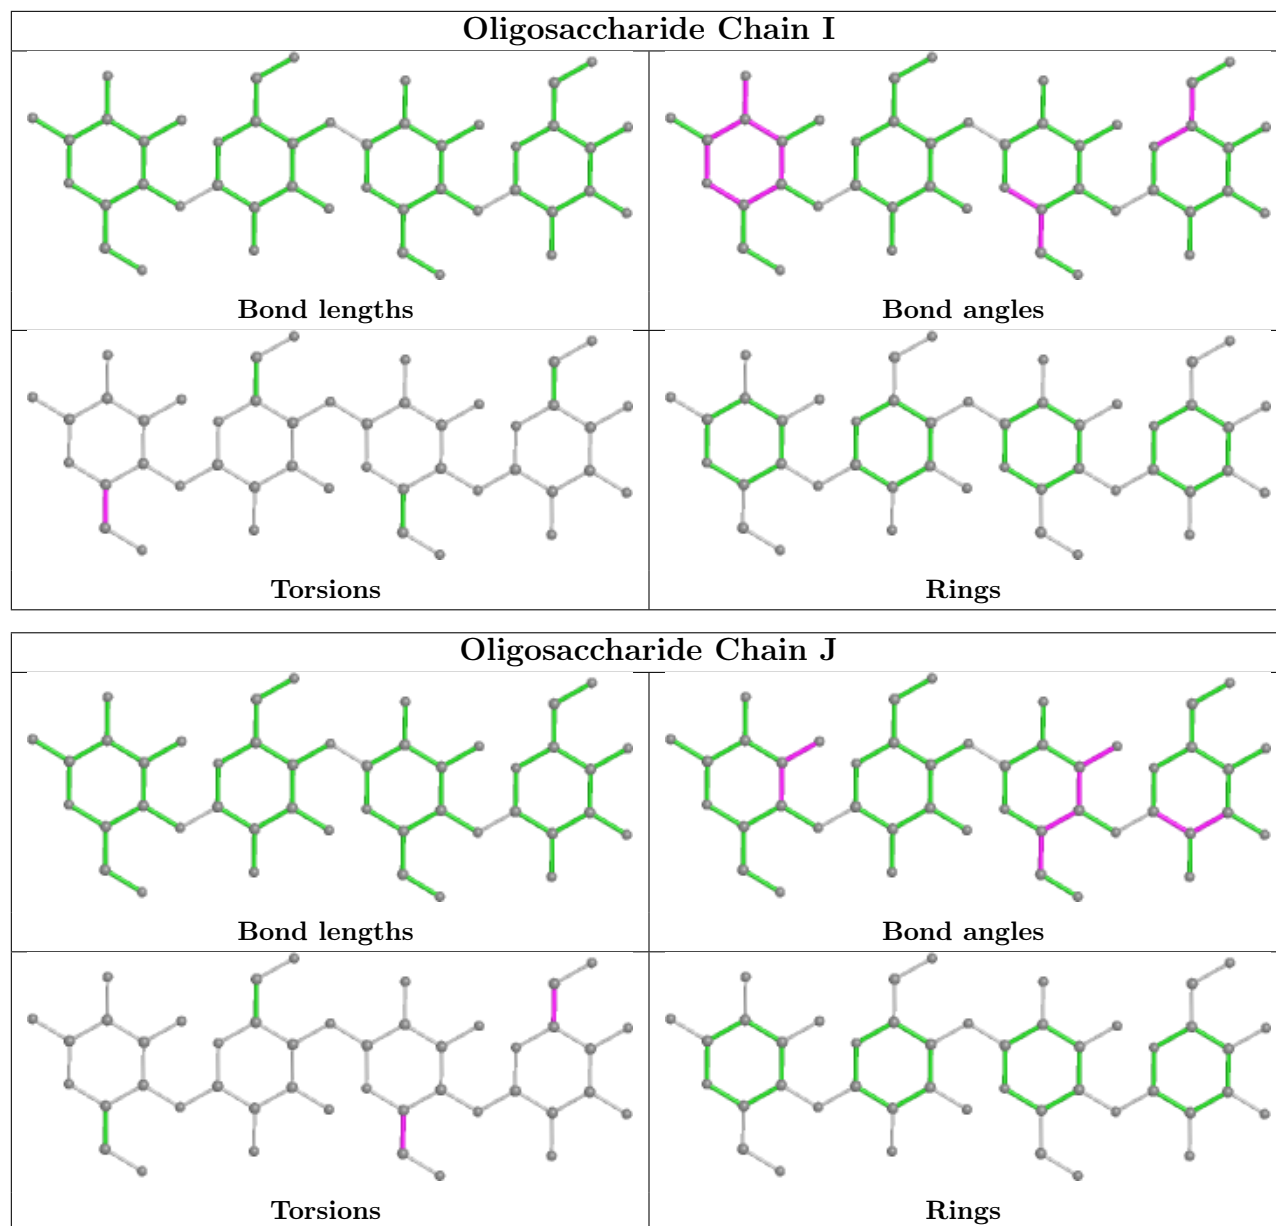 Oligosaccharide Chain I
Bond lengths
Bond angles
Torsions
Rings
Oligosaccharide Chain J
Bond lengths
Bond angles
Torsions
Rings